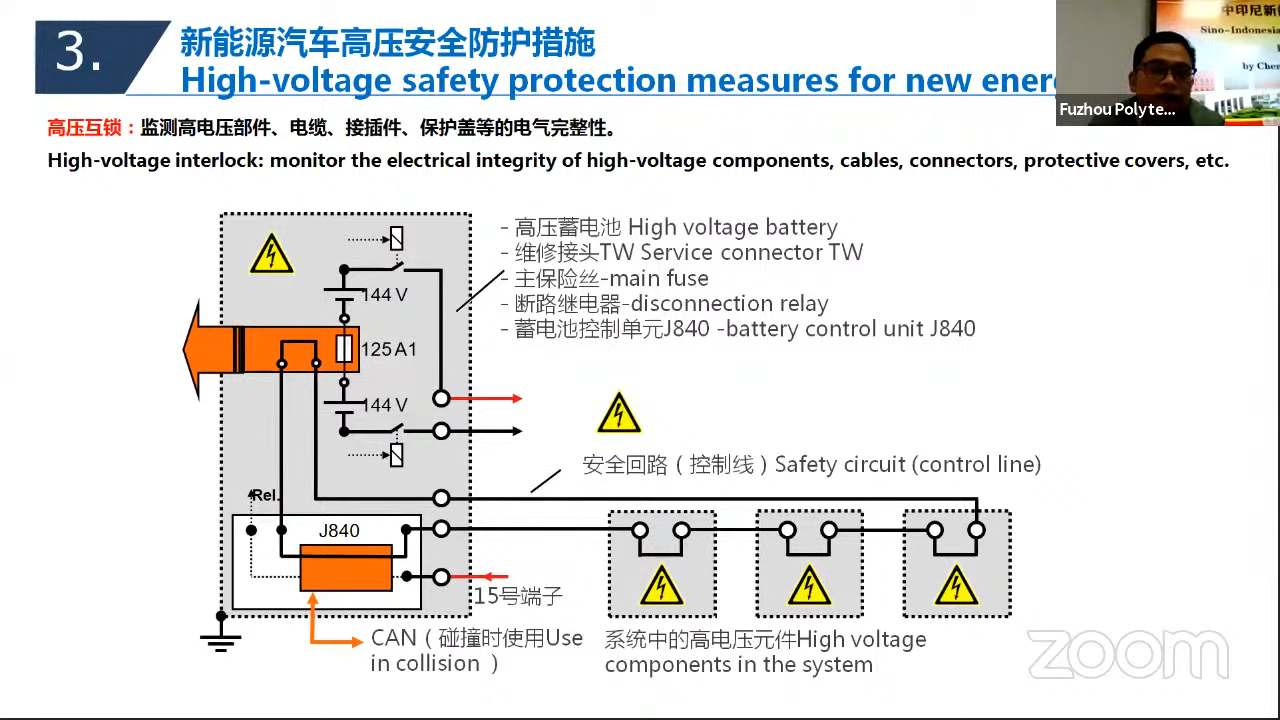 3.
新能源汽车高压安全防护措施
High-voltage safety protection measures for new ener
中印尼新
Sino-Indonesia
by Cher
Fuzhou Polyte...
高压互锁：监测高电压部件、电缆、接插件、保护盖等的电气完整性。
High-voltage interlock: monitor the electrical integrity of high-voltage components, cables, connectors, protective covers, etc.
- 高压蓄电池 High voltage battery
- 维修接头TW Service connector TW
- 主保险丝-main fuse
- 断路继电器-disconnection relay
- 蓄电池控制单元J840 -battery control unit J840
144 V
125 A1
144 V
安全回路（控制线）Safety circuit (control line)
Rel.
J840
15号端子
CAN（碰撞时使用Use
in collision ）
系统中的高电压元件High voltage
components in the system
zoom